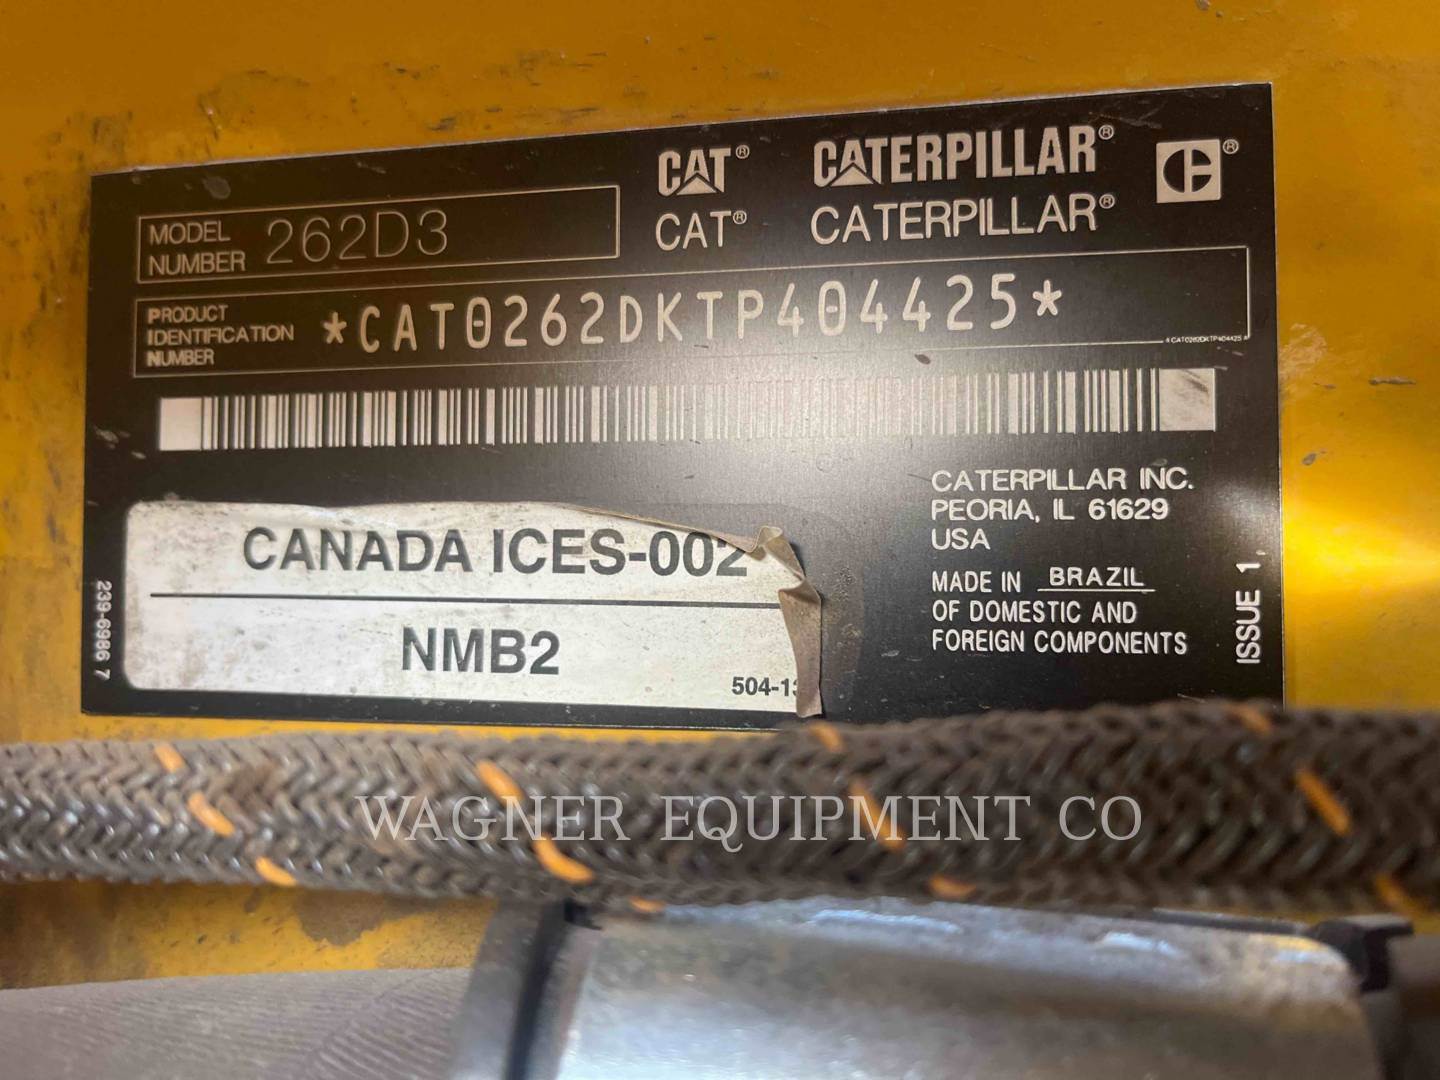 CAT® CATERPILLAR® ®
CAT® CATERPILLAR®
MODEL NUMBER 262D3
PRODUCT IDENTIFICATION NUMBER *CAT0262DKTP404425*
*CAT0262DKTP404425*
CANADA ICES-002
NMB2
504-13
239-6986 7
CATERPILLAR INC.
PEORIA, IL 61629
USA
MADE IN BRAZIL
OF DOMESTIC AND
FOREIGN COMPONENTS
ISSUE 1
WAGNER EQUIPMENT CO